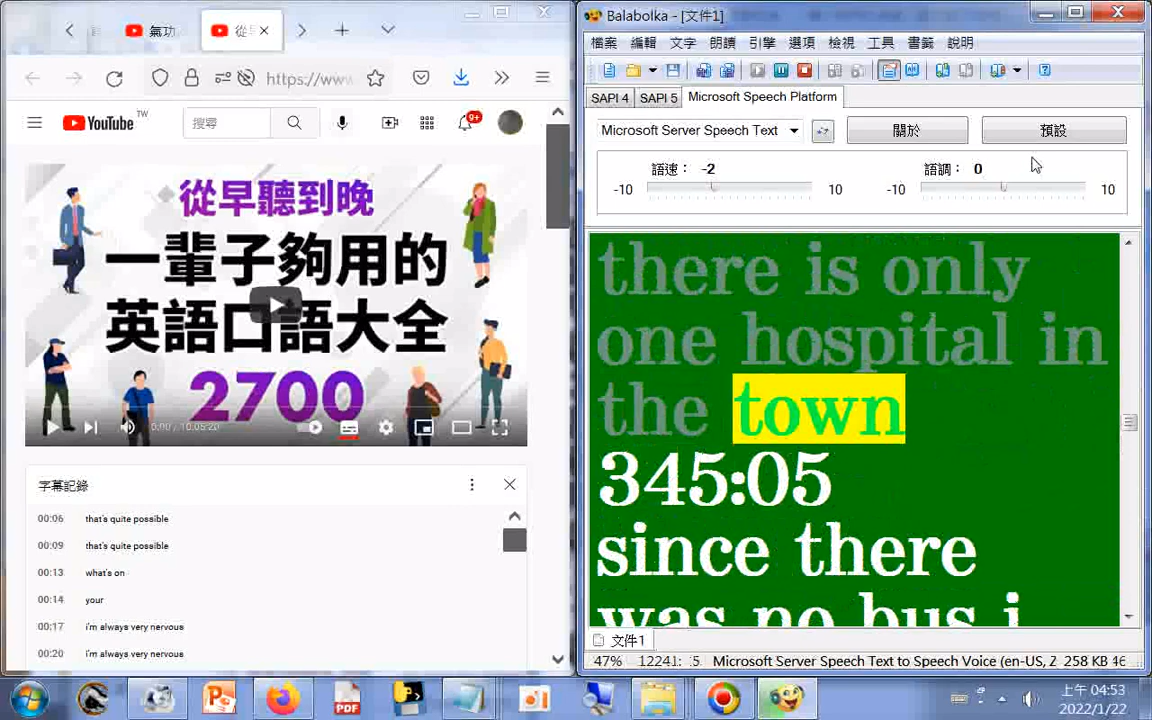 氣功
從
https://www
YouTube TW
搜尋
9+
從早聽到晚
一輩子夠用的
英語口語大全
2700
0:00 / 10:05:20
字幕記錄
00:06 that's quite possible
00:09 that's quite possible
00:13 what's on
00:14 your
00:17 i'm always very nervous
00:20 i'm always very nervous
Balabolka - [文件1]
檔案 編輯 文字 朗讀 引擎 選項 檢視 工具 書籤 說明
SAPI 4 SAPI 5 Microsoft Speech Platform
Microsoft Server Speech Text 關於 預設
語速： -2 語調： 0
-10 10 -10 10
there is only
one hospital in
the town
345:05
since there
was no bus i
文件1
47% 12241: 5 Microsoft Server Speech Text to Speech Voice (en-US, Z 258 KB 46
PDF
上午 04:53
2022/1/22